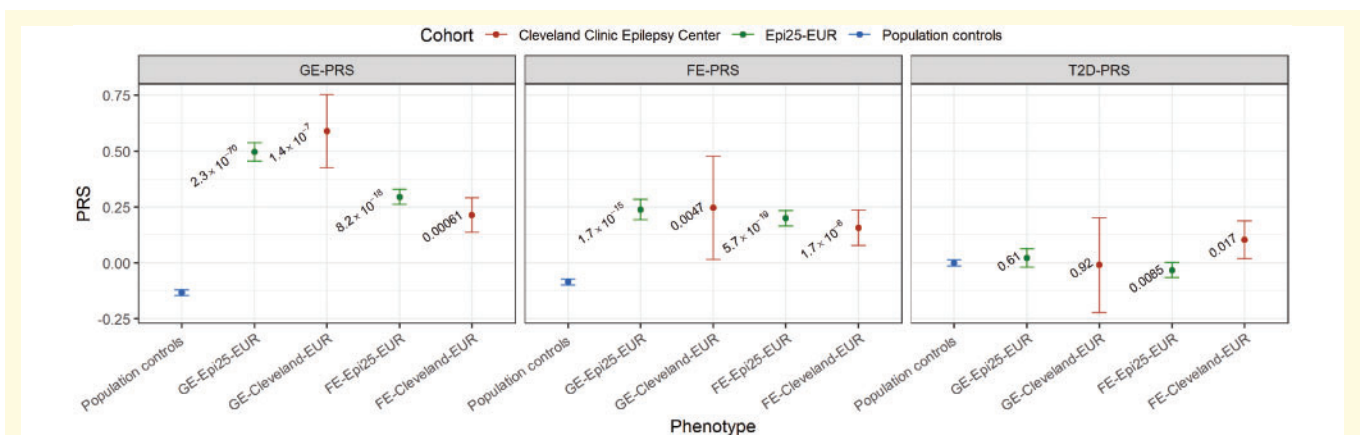 Cohort Cleveland Clinic Epilepsy Center Epi25-EUR Population controls
GE-PRS FE-PRS T2D-PRS
PRS
0.75
0.50
0.25
0.00
-0.25
2.3 × 10⁻⁷⁰
1.4 × 10⁻⁷
8.2 × 10⁻¹⁸
0.00061
1.7 × 10⁻¹⁵
0.0047
5.7 × 10⁻¹⁹
1.7 × 10⁻⁶
0.61
0.92
0.0085
0.017
Population controls
GE-Epi25-EUR
GE-Cleveland-EUR
FE-Epi25-EUR
FE-Cleveland-EUR
Population controls
GE-Epi25-EUR
GE-Cleveland-EUR
FE-Epi25-EUR
FE-Cleveland-EUR
Population controls
GE-Epi25-EUR
GE-Cleveland-EUR
FE-Epi25-EUR
FE-Cleveland-EUR
Phenotype